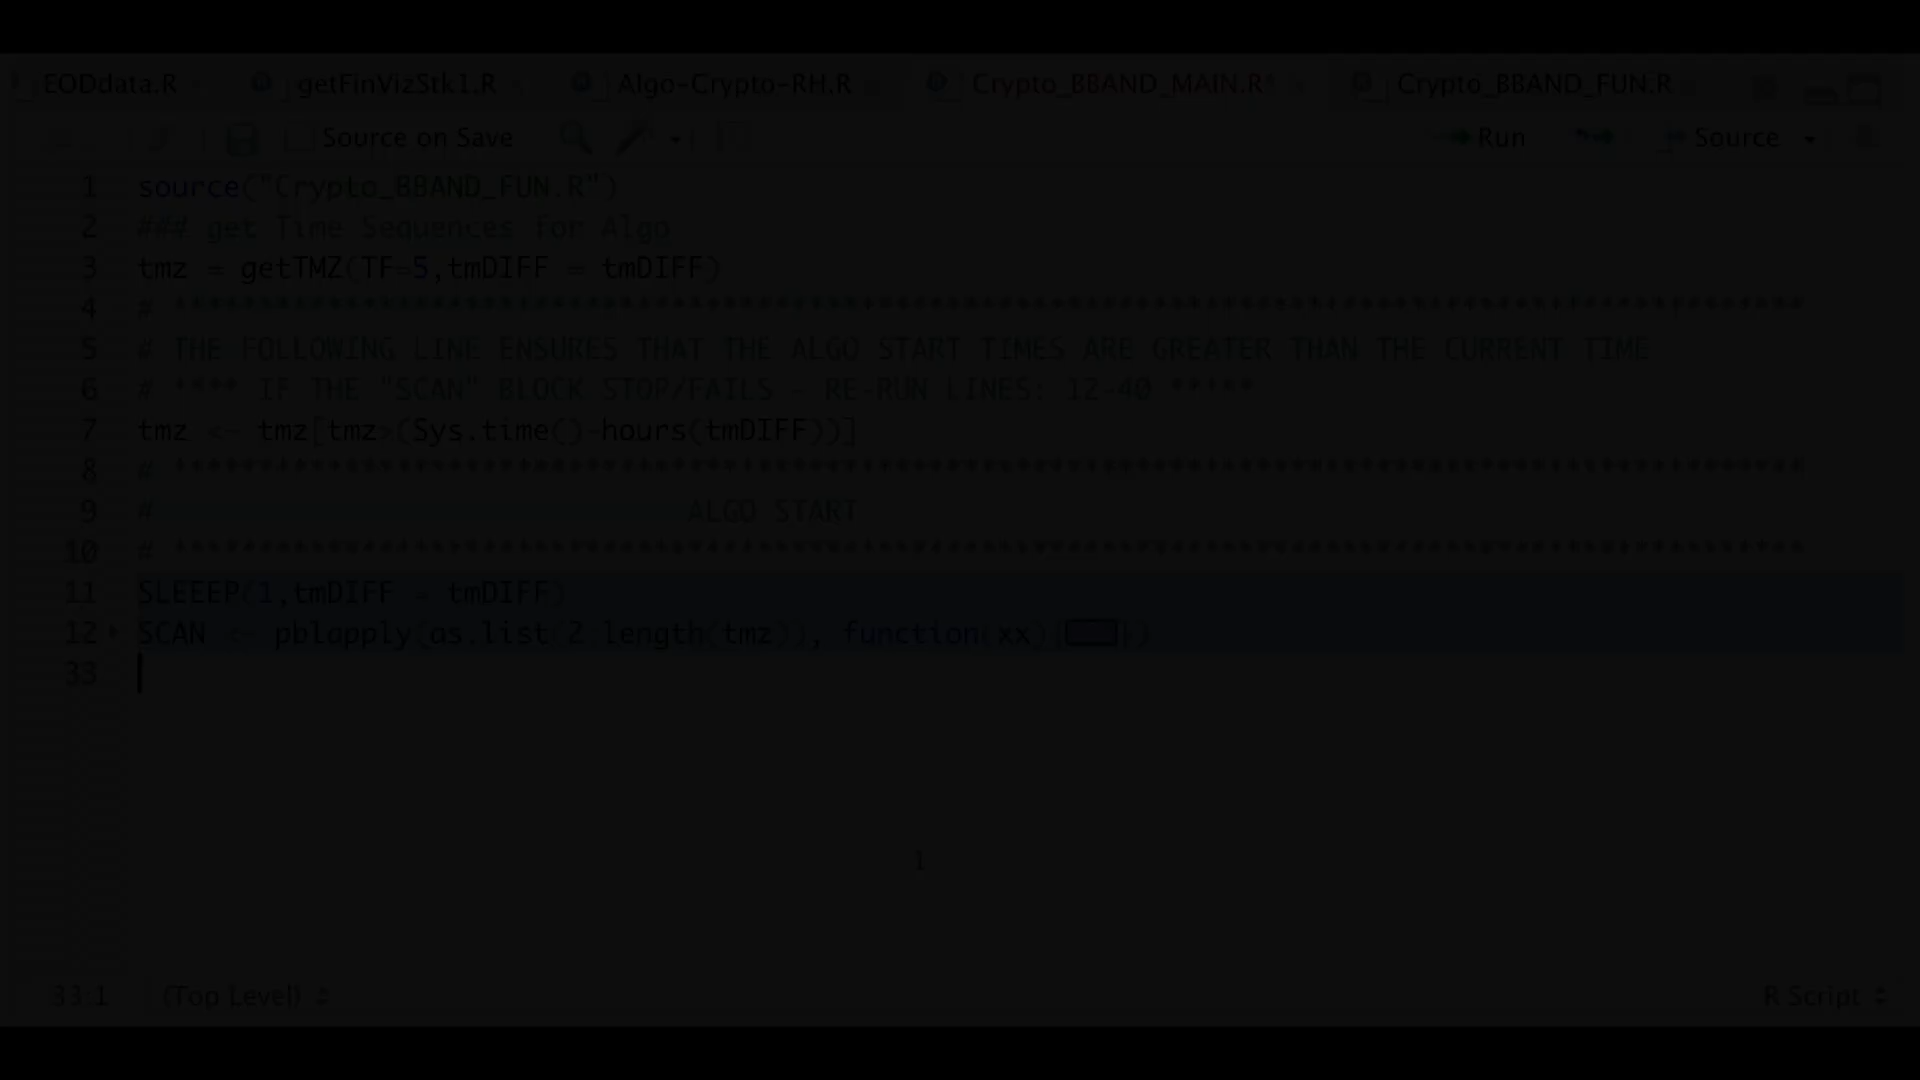 EODdata.R getFinVizStk1.R Algo-Crypto-RH.R Crypto_BBAND_MAIN.R* Crypto_BBAND_FUN.R
Source on Save Run Source
1 source("Crypto_BBAND_FUN.R")
2 ### get Time Sequences for Algo
3 tmz = getTMZ(TF=5,tmDIFF = tmDIFF)
4 # ***********************************************************************************************
5 # THE FOLLOWING LINE ENSURES THAT THE ALGO START TIMES ARE GREATER THAN THE CURRENT TIME
6 # **** IF THE "SCAN" BLOCK STOP/FAILS - RE-RUN LINES: 12-40 *****
7 tmz <- tmz[tmz>(Sys.time()-hours(tmDIFF))]
8 # ***********************************************************************************************
9 # ALGO START
10 # ***********************************************************************************************
11 SLEEEP(1,tmDIFF = tmDIFF)
12 SCAN <- pblapply(as.list(2:length(tmz)), function(xx){})
33
33:1 (Top Level) R Script